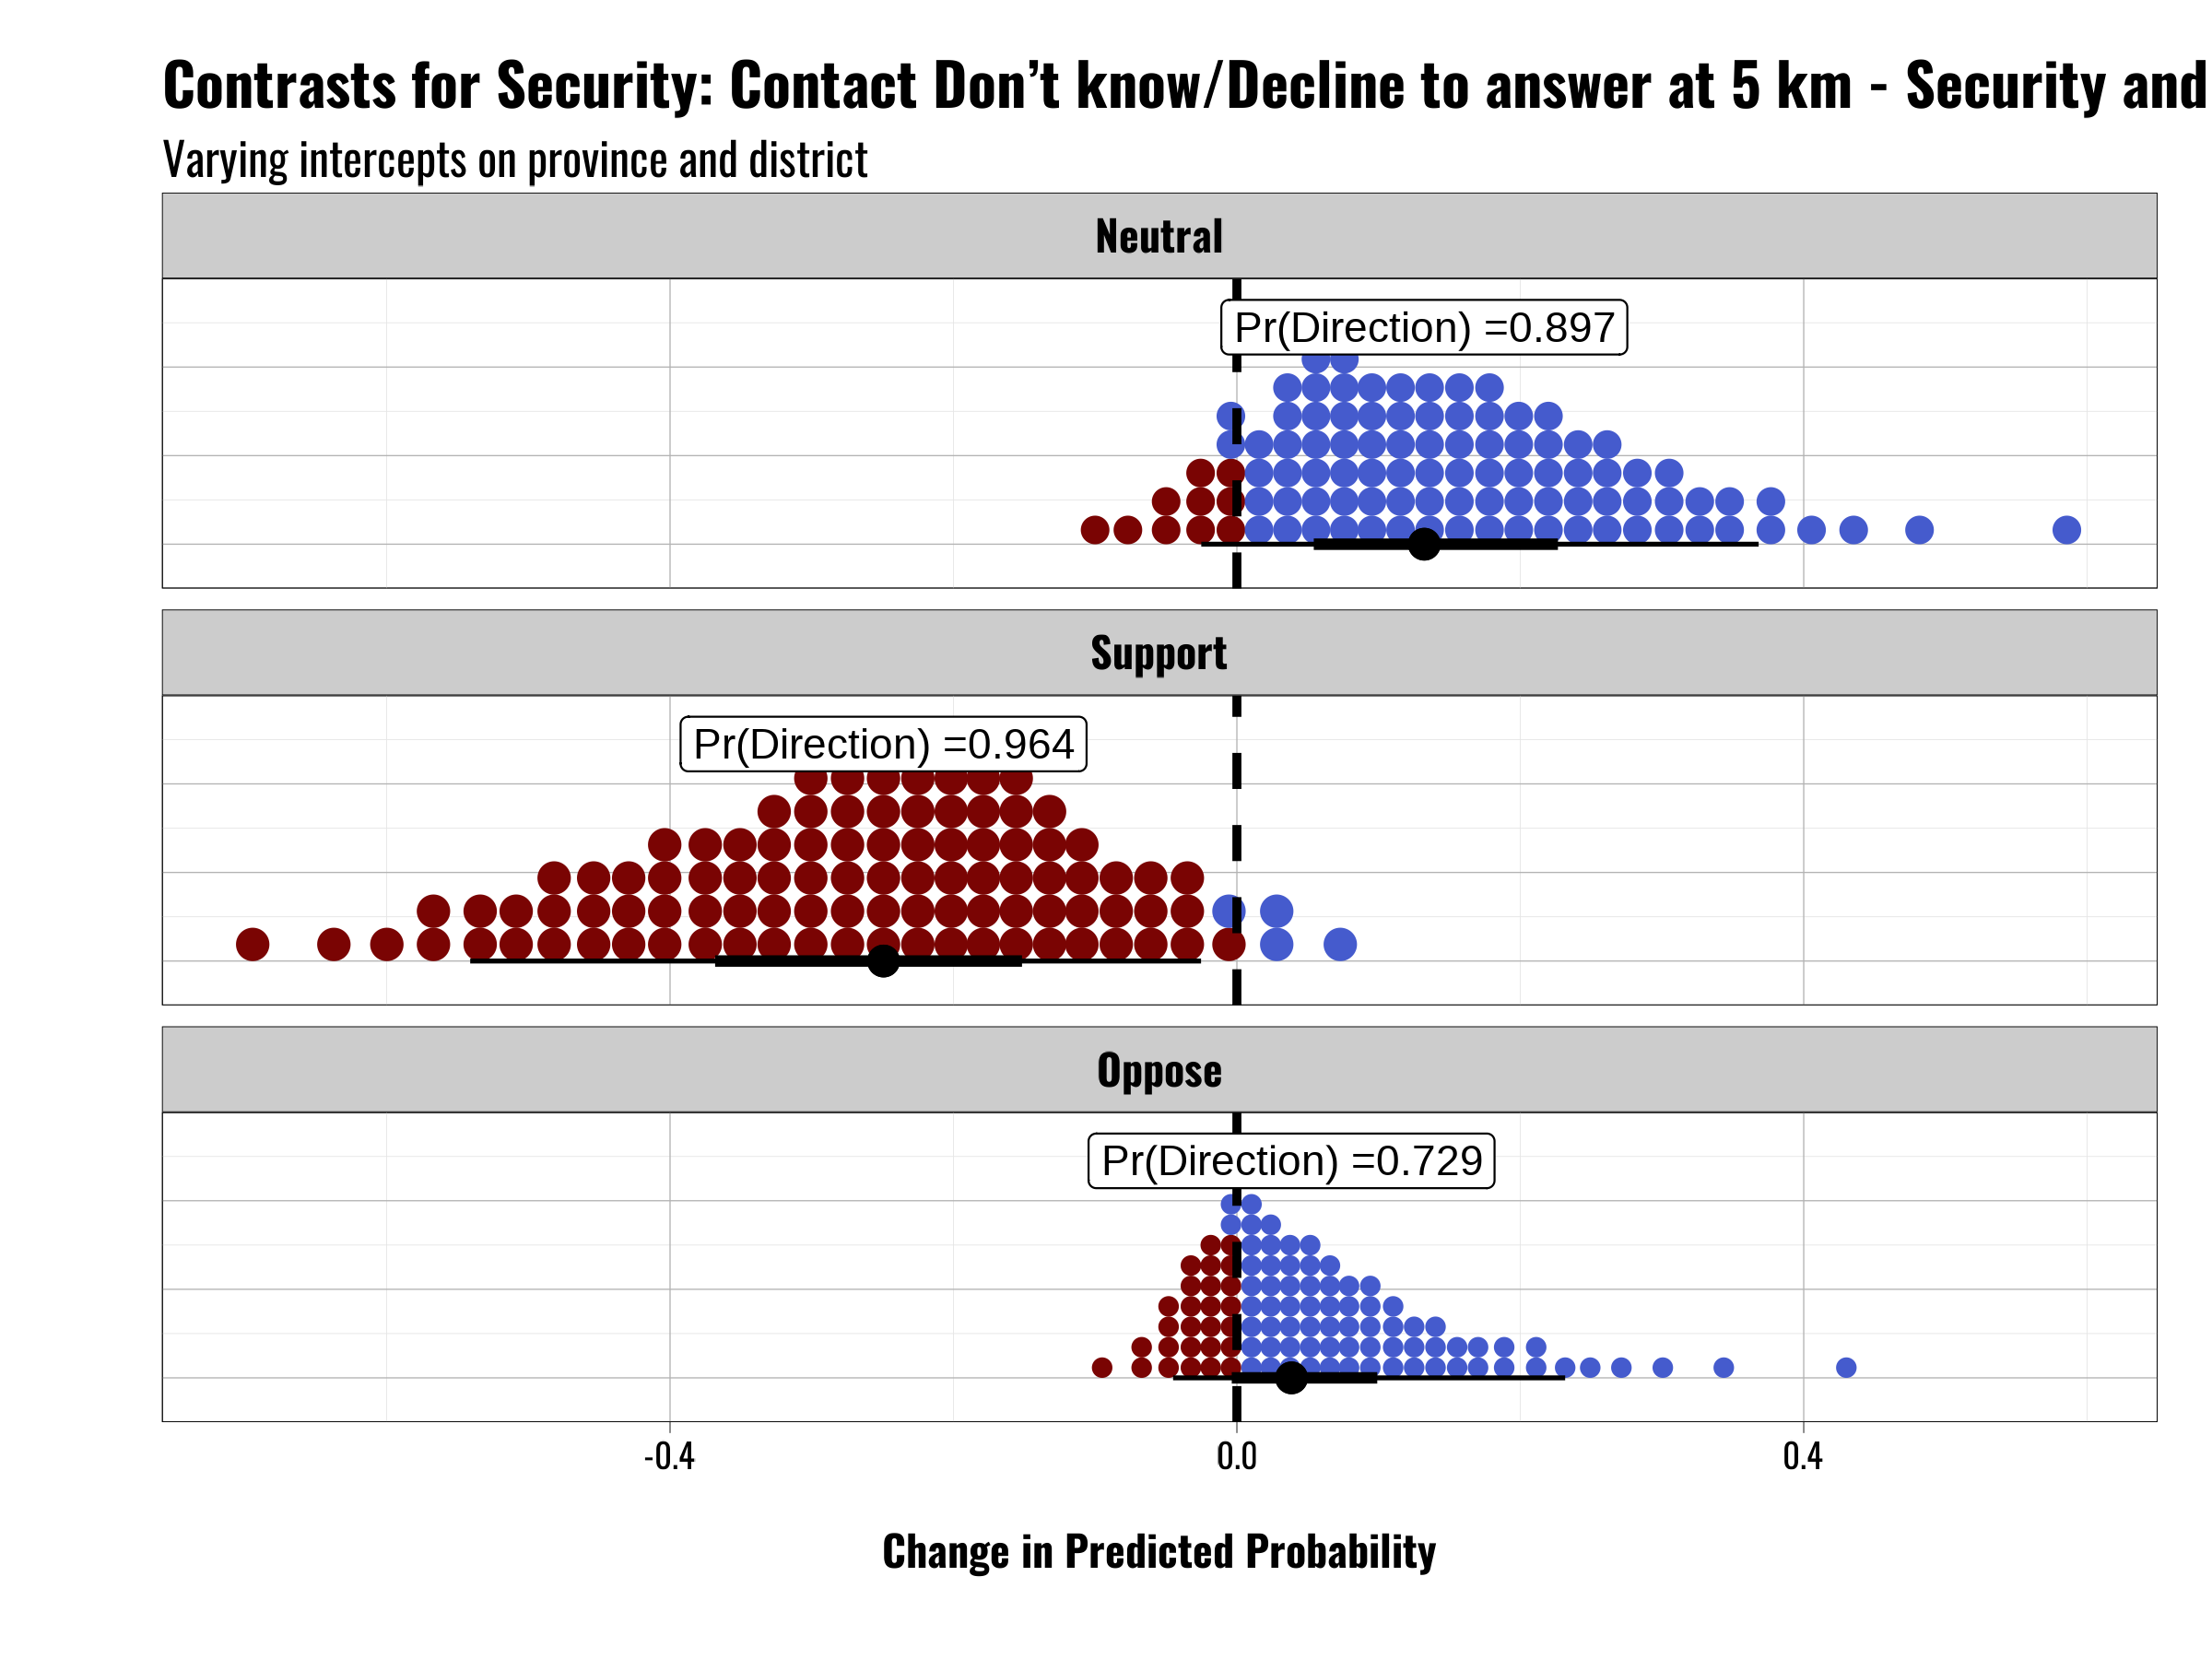 Contrasts for Security: Contact Don’t know/Decline to answer at 5 km - Security and
Varying intercepts on province and district
Neutral
Pr(Direction) =0.897
Support
Pr(Direction) =0.964
Oppose
Pr(Direction) =0.729
-0.4 0.0 0.4
Change in Predicted Probability